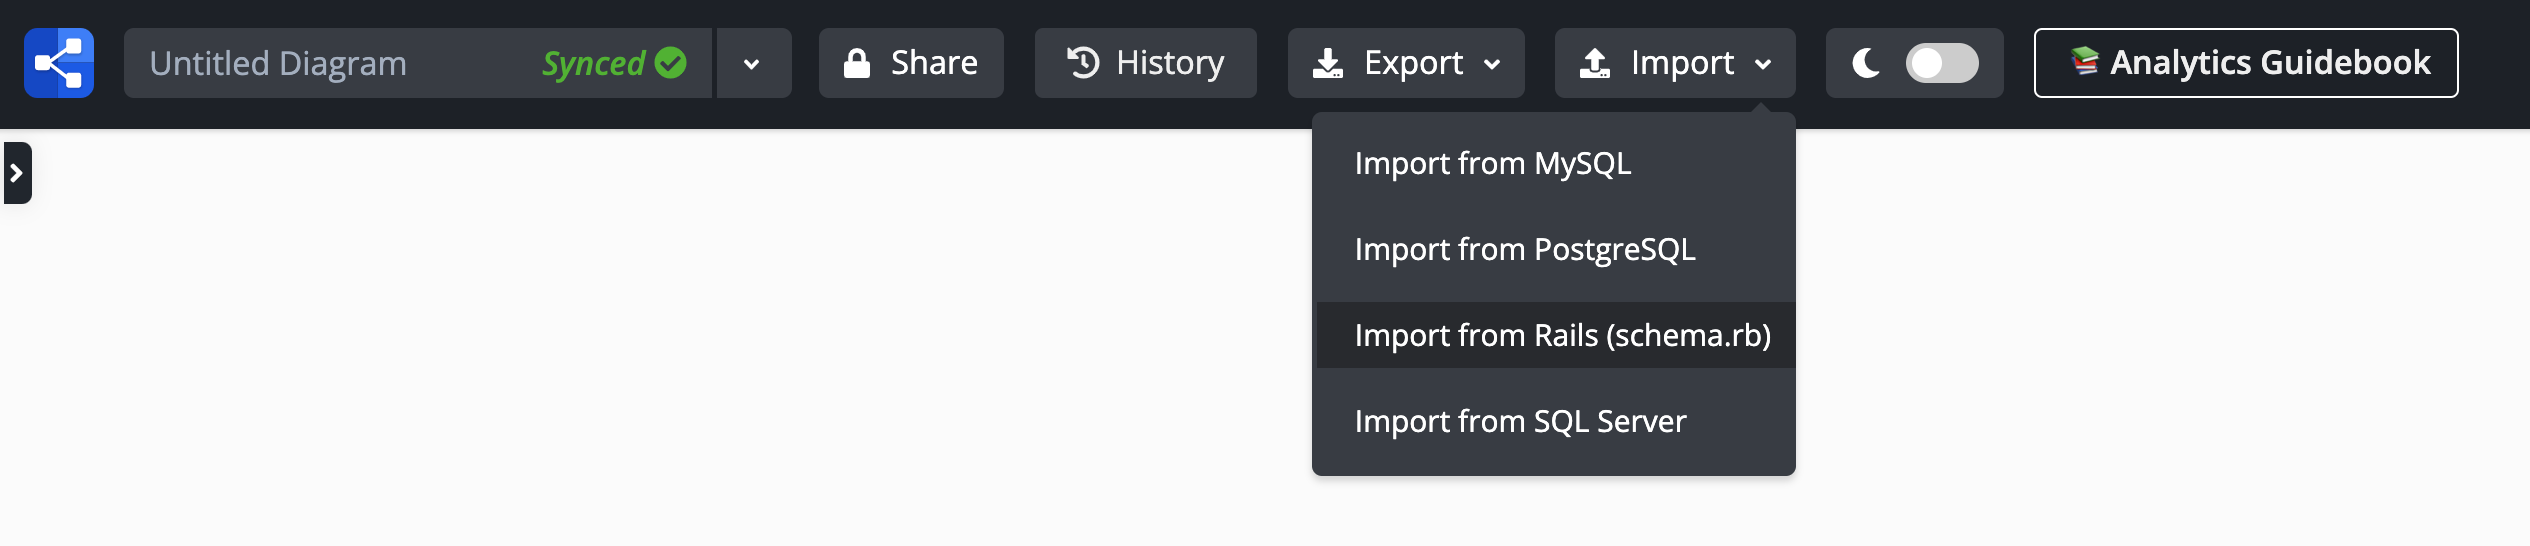 Untitled Diagram Synced Share History Export Import 📚 Analytics Guidebook
Import from MySQL
Import from PostgreSQL
Import from Rails (schema.rb)
Import from SQL Server